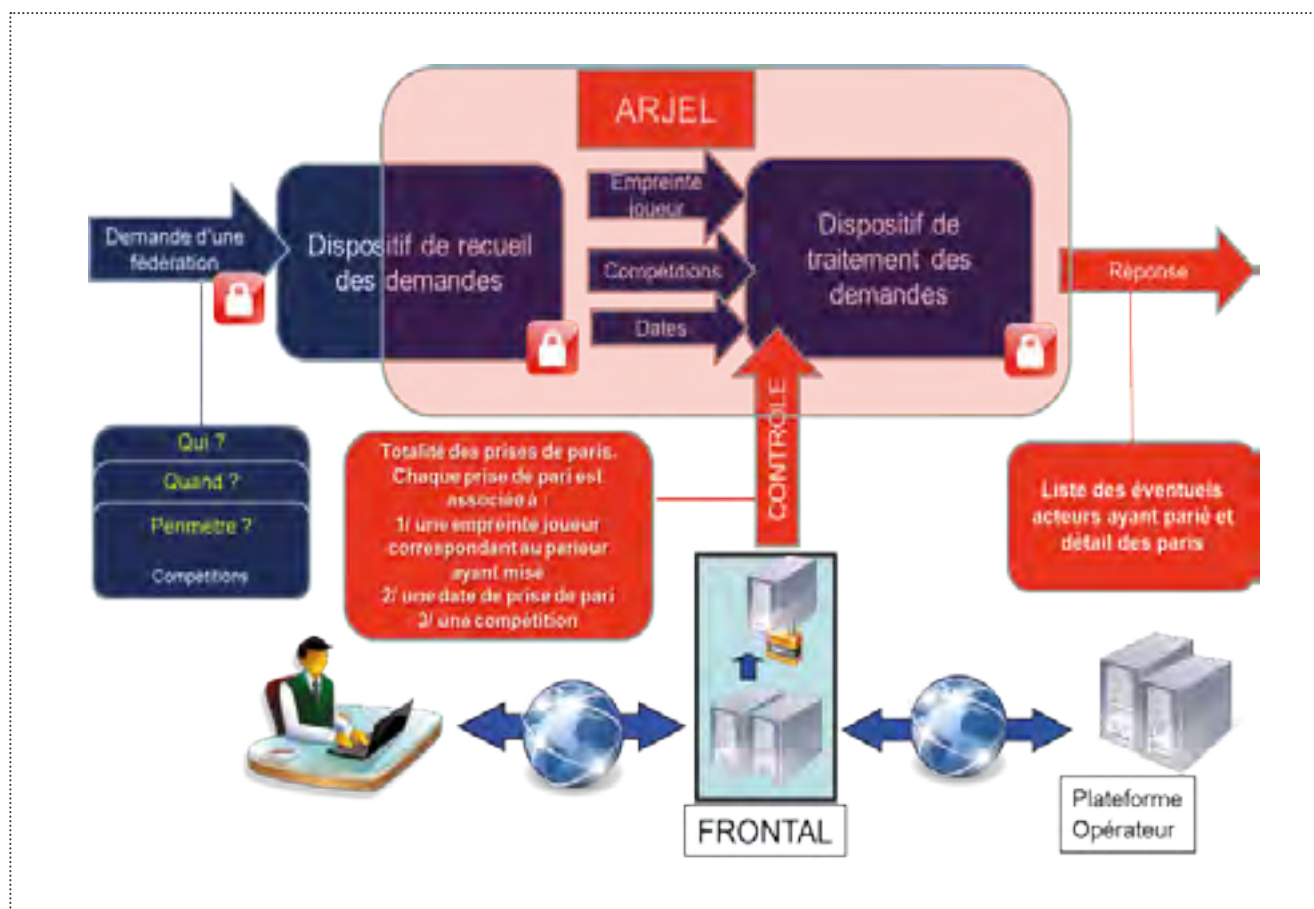 ARJEL
Demande d'une
fédération
Dispositif de recueil
des demandes
Empreinte
joueur
Compétitions
Dates
Dispositif de
traitement des
demandes
Réponse
Qui ?
Quand ?
Périmètre ?
Compétitions
Totalité des prises de paris.
Chaque prise de pari est
associée à :
1/ une empreinte joueur
correspondant au parieur
ayant misé
2/ une date de prise de pari
3/ une compétition
CONTROLE
Liste des éventuels
acteurs ayant parié et
détail des paris
FRONTAL
Plateforme
Opérateur